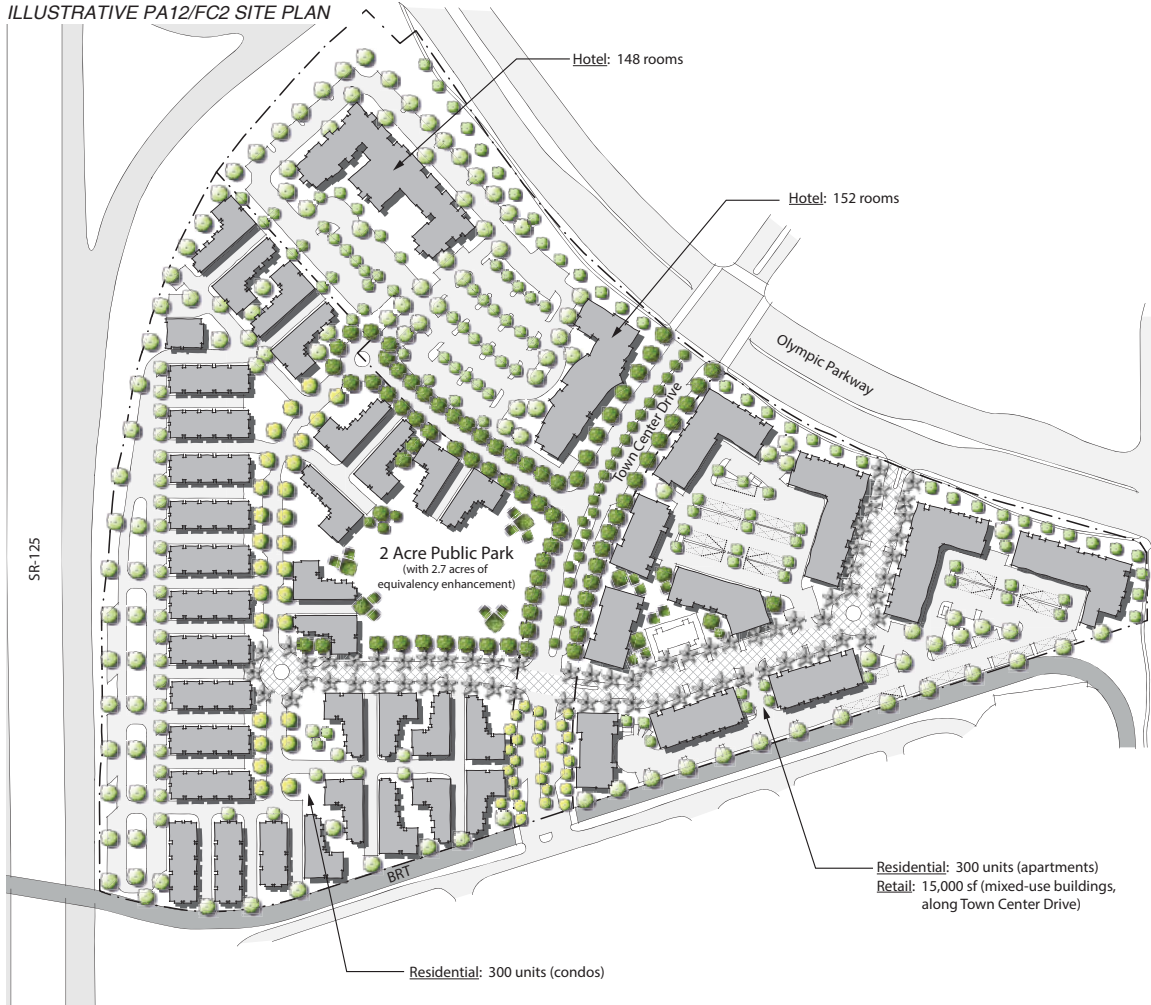 ILLUSTRATIVE PA12/FC2 SITE PLAN
Hotel: 148 rooms
Hotel: 152 rooms
Olympic Parkway
Town Center Drive
SR-125
2 Acre Public Park
(with 2.7 acres of
equivalency enhancement)
BRT
Residential: 300 units (apartments)
Retail: 15,000 sf (mixed-use buildings,
along Town Center Drive)
Residential: 300 units (condos)